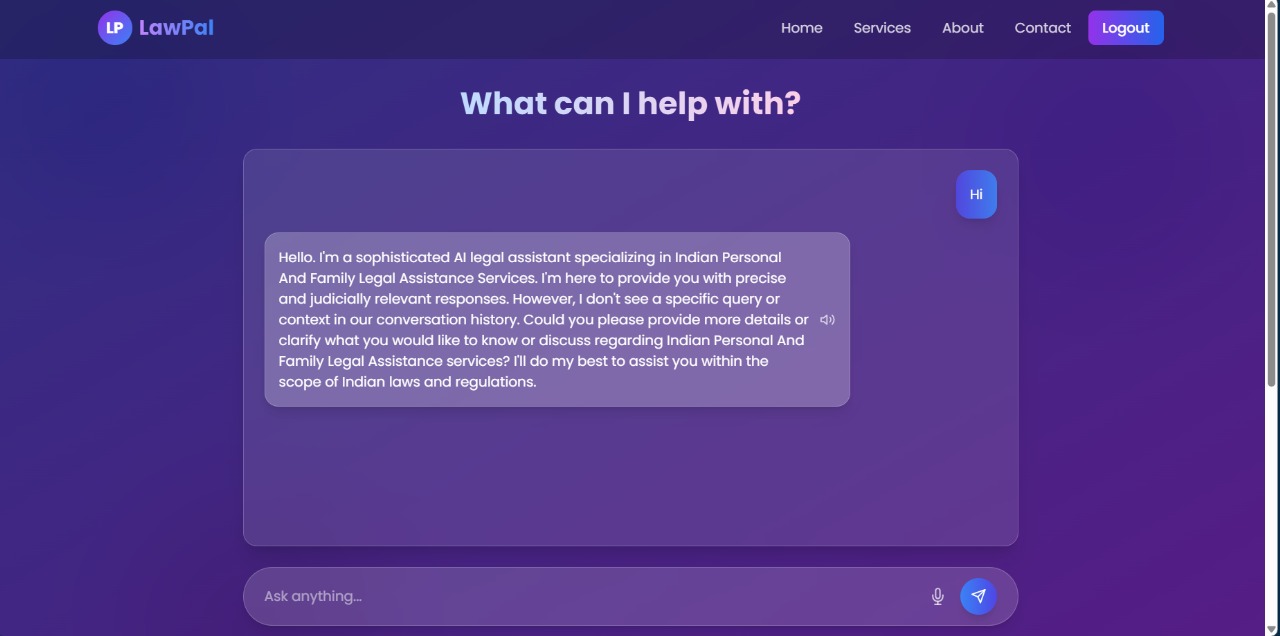 LP LawPal
Home Services About Contact Logout
What can I help with?
Hi
Hello. I'm a sophisticated AI legal assistant specializing in Indian Personal
And Family Legal Assistance Services. I'm here to provide you with precise
and judicially relevant responses. However, I don't see a specific query or
context in our conversation history. Could you please provide more details or
clarify what you would like to know or discuss regarding Indian Personal And
Family Legal Assistance services? I'll do my best to assist you within the
scope of Indian laws and regulations.
Ask anything...